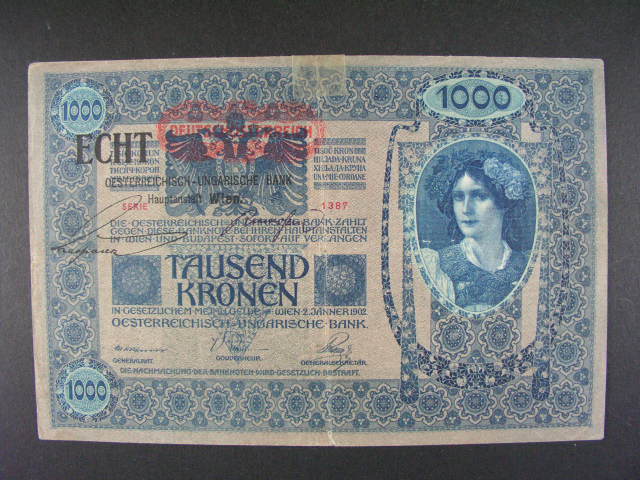 1000
1000
DEUTSCHÖSTERREICH
ECHT
OESTERREICHISCH-UNGARISCHE BANK
Hauptanstalt Wien.
SERIE 1387
DIE OESTERREICHISCH-UNGARISCHE BANK ZAHLT
GEGEN DIESE BANKNOTE BEI IHREN HAUPTANSTALTEN
IN WIEN UND BUDAPEST SOFORT AUF VERLANGEN
TAUSEND
KRONEN
IN GESETZLICHEM METALLGELDE. WIEN 2. JÄNNER 1902
OESTERREICHISCH-UNGARISCHE BANK.
GENERALRAT GOUVERNEUR. GENERALSEKRETÄR.
DIE NACHMACHUNG DER BANKNOTEN WIRD GESETZLICH BESTRAFT.
1000